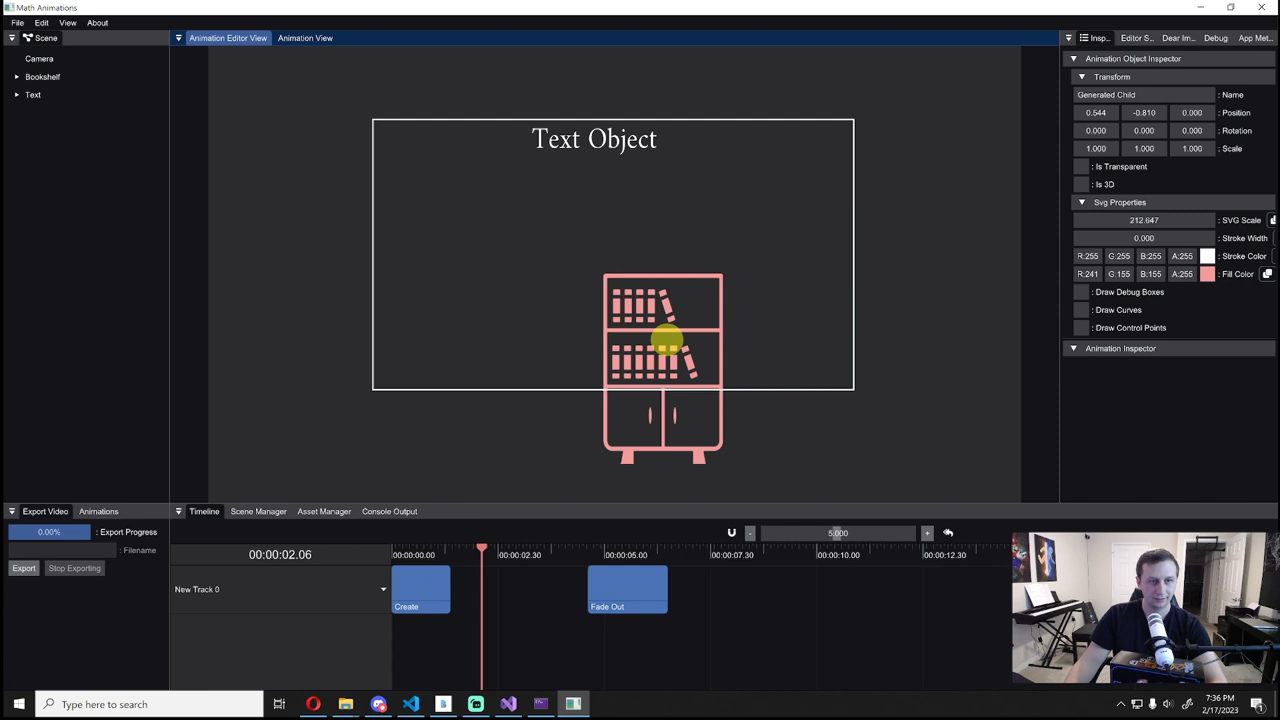 Math Animations
File Edit View About
Scene
Camera
Bookshelf
Text
Animation Editor View Animation View
Text Object
Insp... Editor S... Dear Im... Debug App Met...
Animation Object Inspector
Transform
Generated Child : Name
0.544 -0.810 0.000 : Position
0.000 0.000 0.000 : Rotation
1.000 1.000 1.000 : Scale
: Is Transparent
: Is 3D
Svg Properties
212.647 : SVG Scale
0.000 : Stroke Width
R:255 G:255 B:255 A:255 : Stroke Color
R:241 G:155 B:155 A:255 : Fill Color
: Draw Debug Boxes
: Draw Curves
: Draw Control Points
Animation Inspector
Export Video Animations
0.00% : Export Progress
: Filename
Export Stop Exporting
Timeline Scene Manager Asset Manager Console Output
- 5.000 +
00:00:02.06
00:00:00.00 00:00:02.30 00:00:05.00 00:00:07.30 00:00:10.00 00:00:12.30
New Track 0
Create Fade Out
Type here to search
7:36 PM
2/17/2023